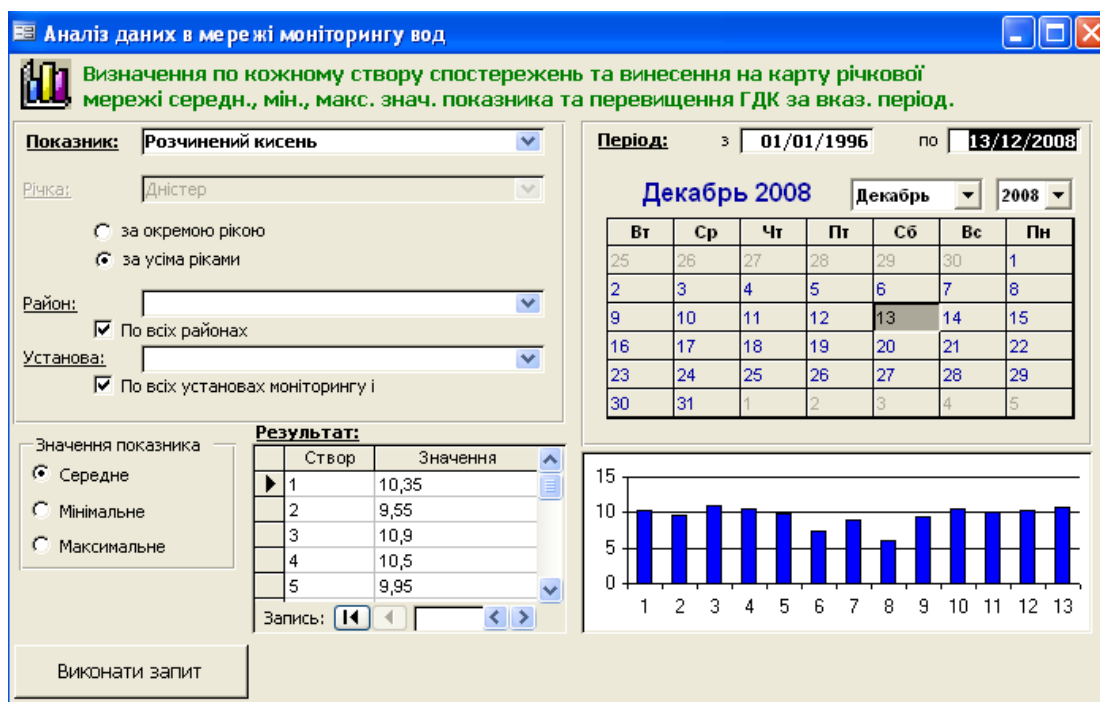 Аналіз даних в мережі моніторингу вод
Визначення по кожному створу спостережень та винесення на карту річкової
мережі середн., мін., макс. знач. показника та перевищення ГДК за вказ. період.
Показник: Розчинений кисень
Річка: Дністер
за окремою рікою
за усіма ріками
Район:
По всіх районах
Установа:
По всіх установах моніторингу і
Період: з 01/01/1996 по 13/12/2008
Декабрь 2008 Декабрь 2008
Вт Ср Чт Пт Сб Вс Пн
25 26 27 28 29 30 1
2 3 4 5 6 7 8
9 10 11 12 13 14 15
16 17 18 19 20 21 22
23 24 25 26 27 28 29
30 31 1 2 3 4 5
Значення показника
Середне
Мінімальне
Максимальне
Результат:
Створ Значення
1 10,35
2 9,55
3 10,9
4 10,5
5 9,95
Запись:
15
10
5
0
1 2 3 4 5 6 7 8 9 10 11 12 13
Виконати запит